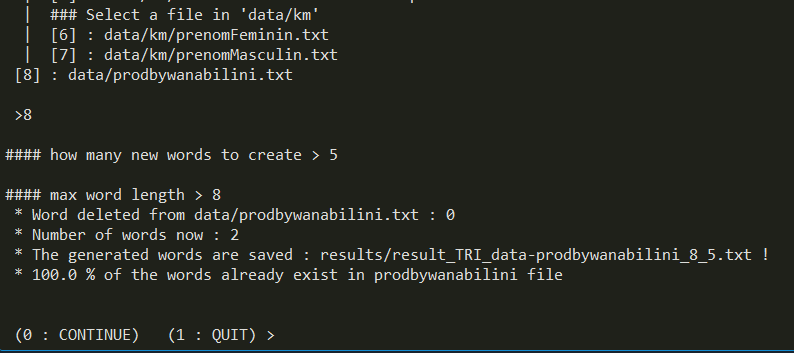 |  ### Select a file in 'data/km'
|  [6] : data/km/prenomFeminin.txt
|  [7] : data/km/prenomMasculin.txt
[8] : data/prodbywanabilini.txt
>8
#### how many new words to create > 5
#### max word length > 8
* Word deleted from data/prodbywanabilini.txt : 0
* Number of words now : 2
* The generated words are saved : results/result_TRI_data-prodbywanabilini_8_5.txt !
* 100.0 % of the words already exist in prodbywanabilini file
(0 : CONTINUE)   (1 : QUIT) >